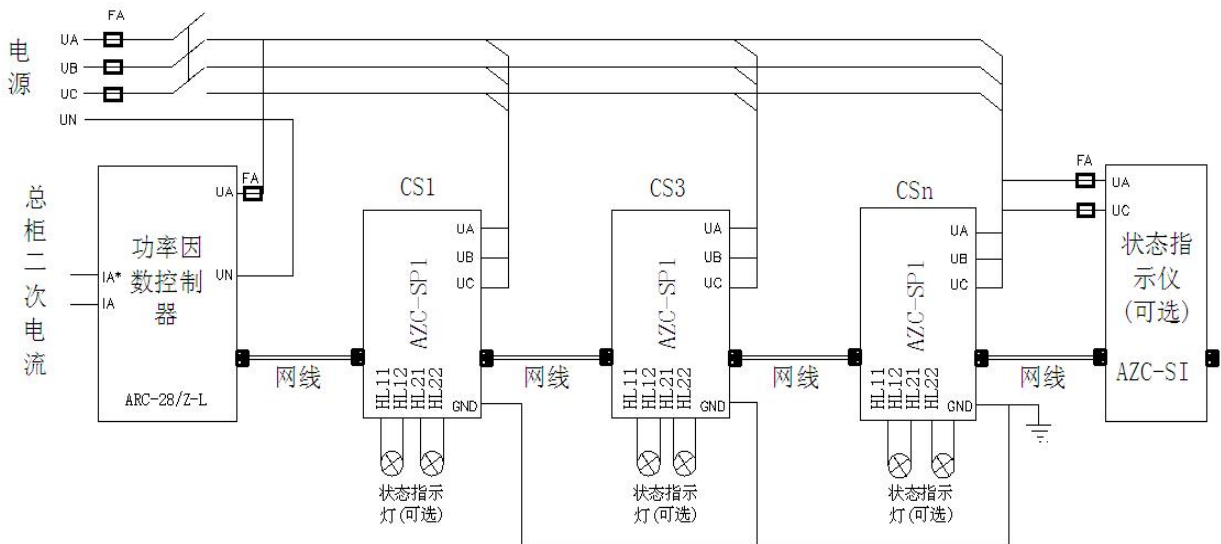 电源
FA
UA
UB
UC
UN
总柜二次电流
IA*
IA
功率因
数控制
器
UA
FA
UN
ARC-28/Z-L
网线
CS1
UA
UB
UC
AZC-SP1
HL11
HL12
HL21
HL22
GND
状态指示
灯(可选)
网线
CS3
UA
UB
UC
AZC-SP1
HL11
HL12
HL21
HL22
GND
状态指示
灯(可选)
网线
CSn
UA
UB
UC
AZC-SP1
HL11
HL12
HL21
HL22
GND
状态指示
灯(可选)
网线
FA
UA
UC
状态指
示仪
(可选)
AZC-SI